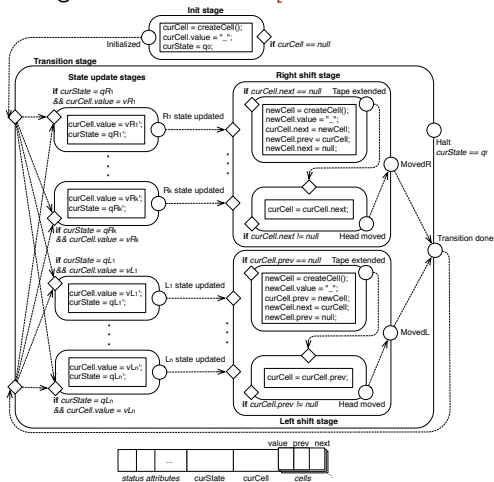 Init stage
curCell = createCell();
curCell.value = "_";
curState = q₀;
Initialized
if curCell == null
Transition stage
State update stages
Right shift stage
if curState = qR₁
&& curCell.value = vR₁
curCell.value = vR₁';
curState = qR₁';
R₁ state updated
if curCell.next == null
Tape extended
newCell = createCell();
newCell.value = "_";
curCell.next = newCell;
newCell.prev = curCell;
newCell.next = null;
Halt
curState == q
MovedR
curCell.value = vRₖ';
curState = qRₖ';
Rₖ state updated
curCell = curCell.next;
if curState = qRₖ
&& curCell.value = vRₖ
if curCell.next != null
Head moved
Transition done
if curState = qL₁
&& curCell.value = vL₁
curCell.value = vL₁';
curState = qL₁';
L₁ state updated
if curCell.prev == null
Tape extended
newCell = createCell();
newCell.value = "_";
curCell.prev = newCell;
newCell.next = curCell;
newCell.prev = null;
MovedL
curCell.value = vLₙ';
curState = qLₙ';
Lₙ state updated
curCell = curCell.prev;
if curState = qLₙ
&& curCell.value = vLₙ
if curCell.prev != null
Head moved
Left shift stage
value prev next
...
status attributes curState curCell cells